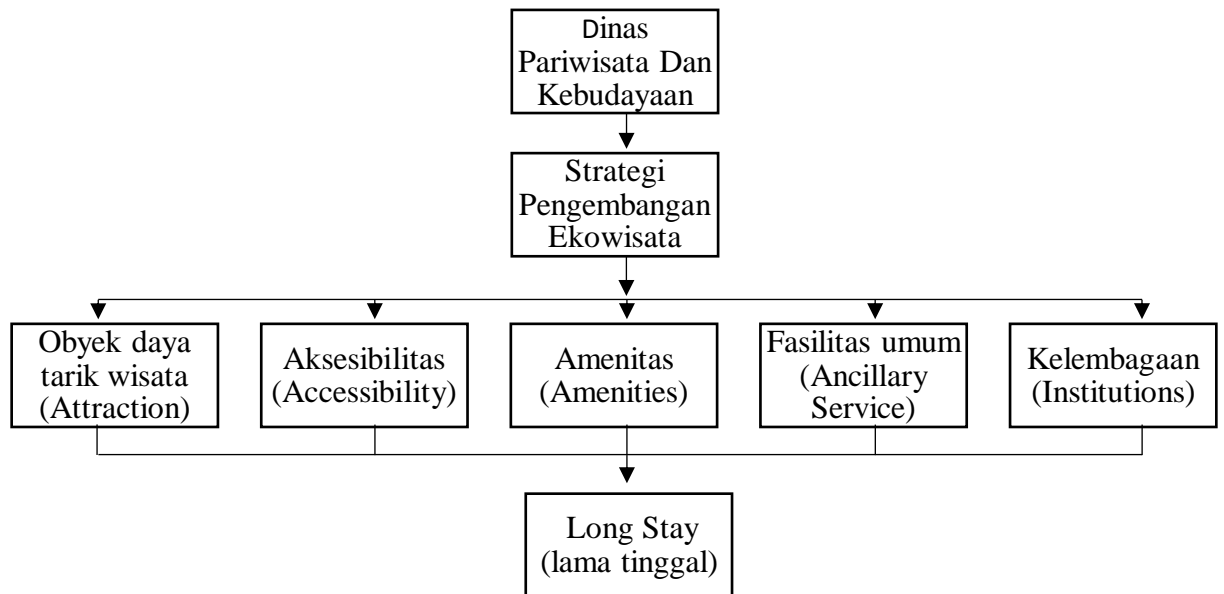 Dinas
Pariwisata Dan
Kebudayaan
Strategi
Pengembangan
Ekowisata
Obyek daya
tarik wisata
(Attraction)
Aksesibilitas
(Accessibility)
Amenitas
(Amenities)
Fasilitas umum
(Ancillary
Service)
Kelembagaan
(Institutions)
Long Stay
(lama tinggal)